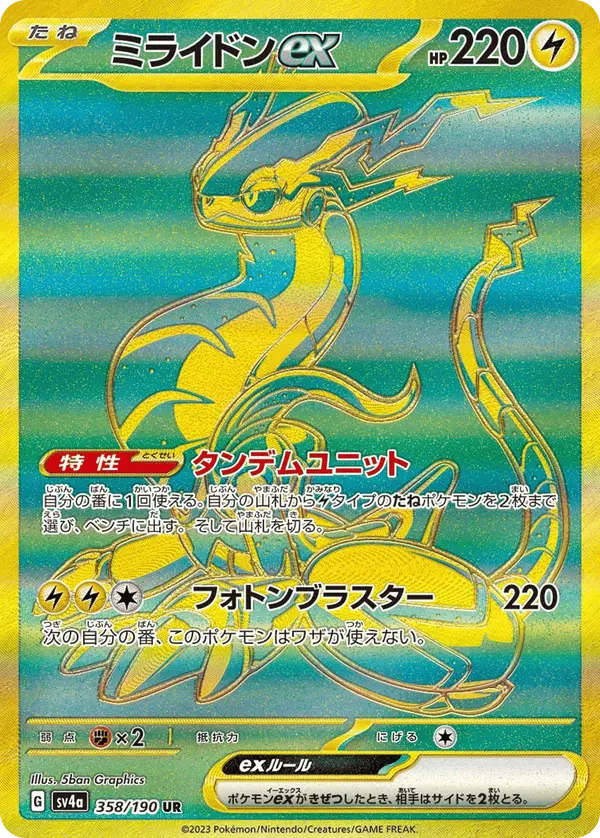 たね ミライドンex HP220
特性 とくせい タンデムユニット
自分の番に1回使える。自分の山札からタイプのたねポケモンを2枚まで
選び、ベンチに出す。そして山札を切る。
フォトンブラスター 220
次の自分の番、このポケモンはワザが使えない。
弱点 ×2 抵抗力 にげる
Illus. 5ban Graphics
exルール
ポケモンexがきぜつしたとき、相手はサイドを2枚とる。
G sv4a 358/190 UR
©2023 Pokémon/Nintendo/Creatures/GAME FREAK.